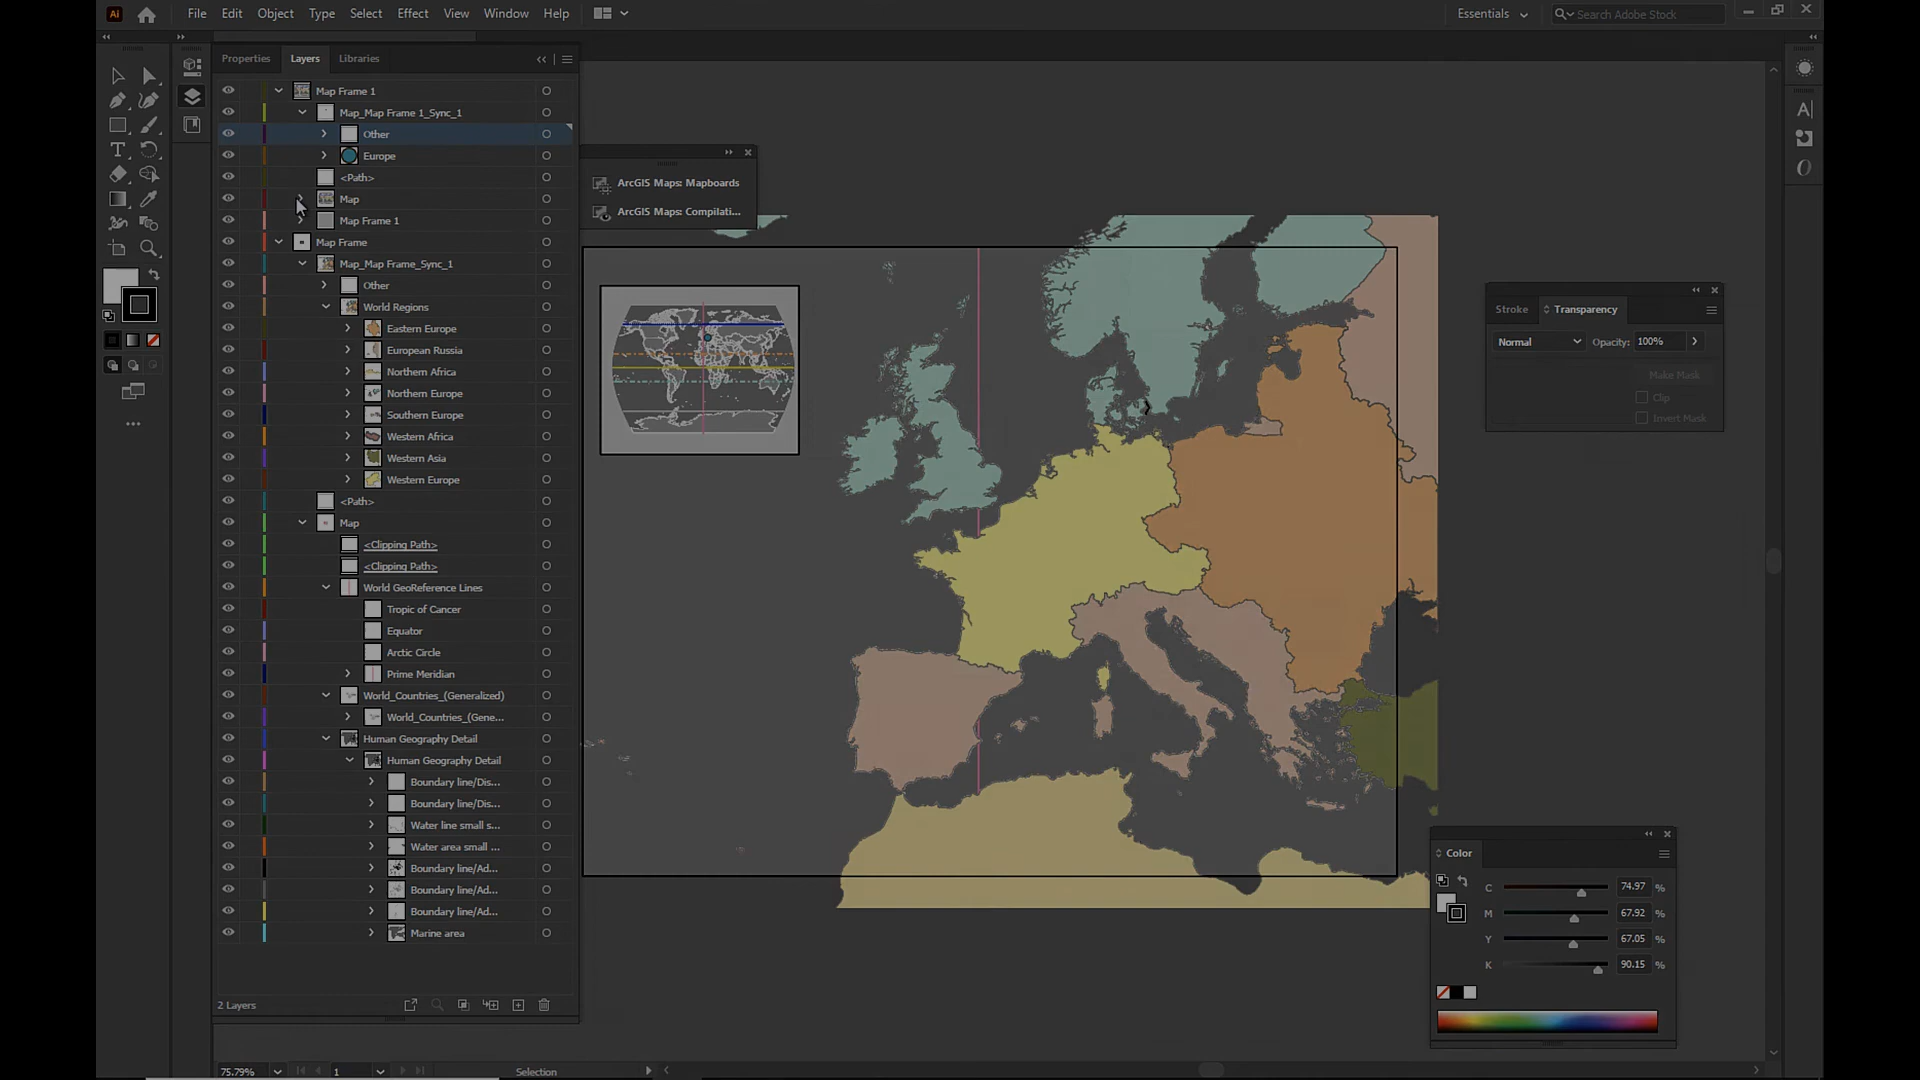 Ai File Edit Object Type Select Effect View Window Help Essentials Search Adobe Stock
Properties Layers Libraries
Map Frame 1
Map_Map Frame 1_Sync_1
Other
Europe
<Path>
Map
Map Frame 1
Map Frame
Map_Map Frame_Sync_1
Other
World Regions
Eastern Europe
European Russia
Northern Africa
Northern Europe
Southern Europe
Western Africa
Western Asia
Western Europe
<Path>
Map
<Clipping Path>
<Clipping Path>
World GeoReference Lines
Tropic of Cancer
Equator
Arctic Circle
Prime Meridian
World_Countries_(Generalized)
World_Countries_(Gene...
Human Geography Detail
Human Geography Detail
Boundary line/Dis...
Boundary line/Dis...
Water line small s...
Water area small ...
Boundary line/Ad...
Boundary line/Ad...
Boundary line/Ad...
Marine area
2 Layers
ArcGIS Maps: Mapboards
ArcGIS Maps: Compilati...
Stroke Transparency
Normal Opacity: 100%
Make Mask
Clip
Invert Mask
Color
C 74.97 %
M 67.92 %
Y 67.05 %
K 90.15 %
75.79% 1 Selection